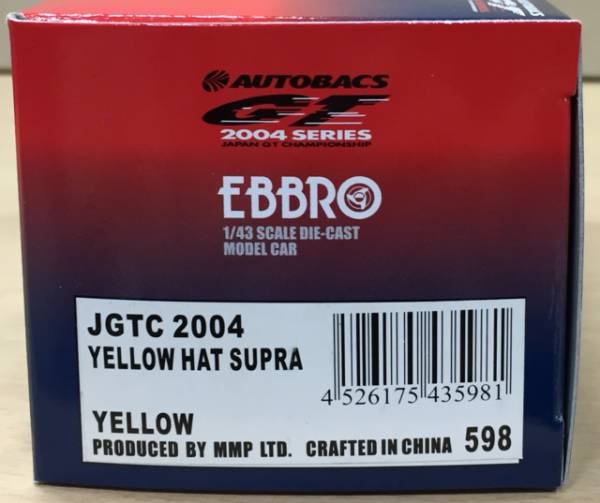 AUTOBACS
GT
2004 SERIES
JAPAN GT CHAMPIONSHIP
EBBRO
1/43 SCALE DIE-CAST
MODEL CAR
JGTC 2004
YELLOW HAT SUPRA
4 526175 435981
YELLOW
PRODUCED BY MMP LTD. CRAFTED IN CHINA 598